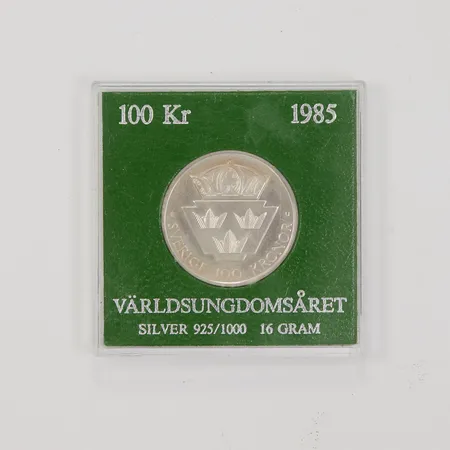 100 Kr 1985
SVERIGE 100 KRONOR
VÄRLDSUNGDOMSÅRET
SILVER 925/1000 16 GRAM